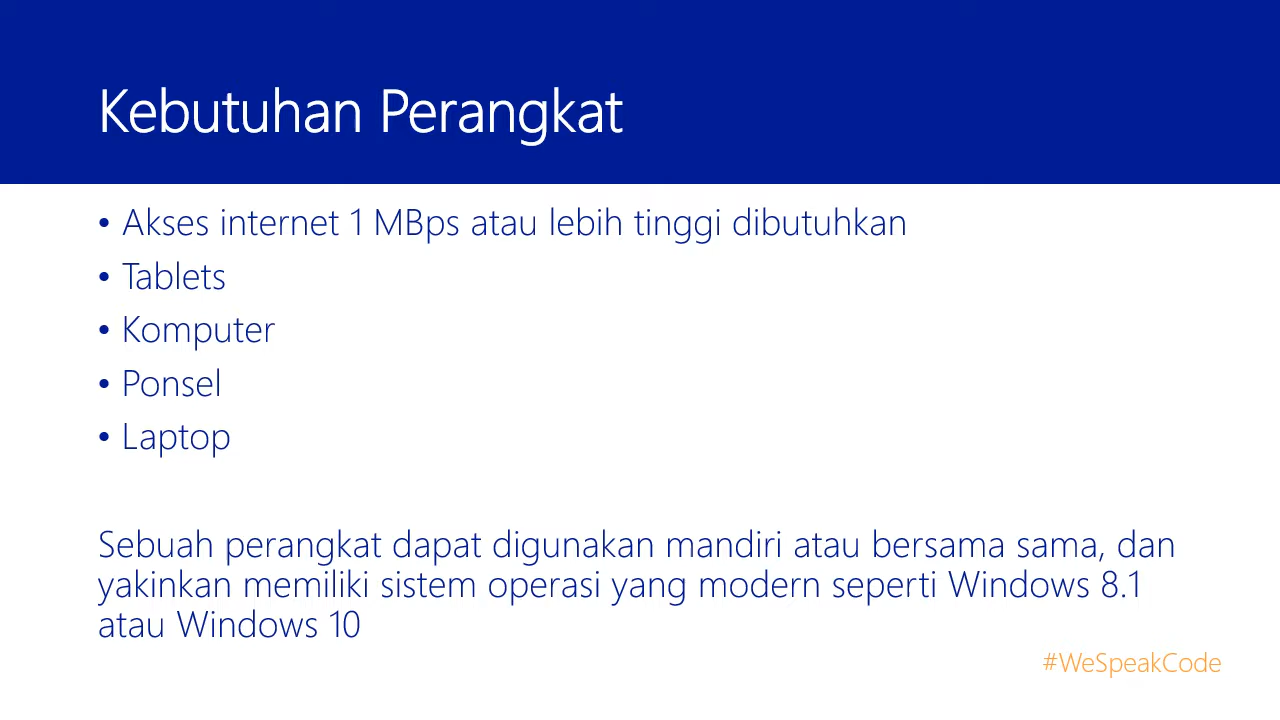 Kebutuhan Perangkat
• Akses internet 1 MBps atau lebih tinggi dibutuhkan
• Tablets
• Komputer
• Ponsel
• Laptop
Sebuah perangkat dapat digunakan mandiri atau bersama sama, dan
yakinkan memiliki sistem operasi yang modern seperti Windows 8.1
atau Windows 10
#WeSpeakCode